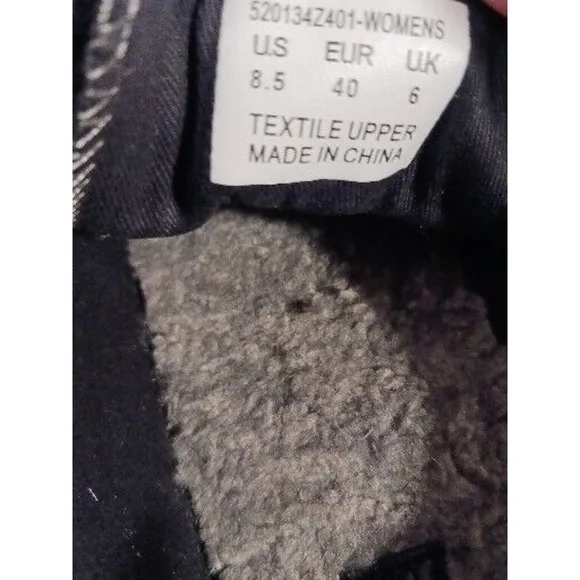 520134Z401-WOMENS
U.S EUR U.K
8.5 40 6
TEXTILE UPPER
MADE IN CHINA